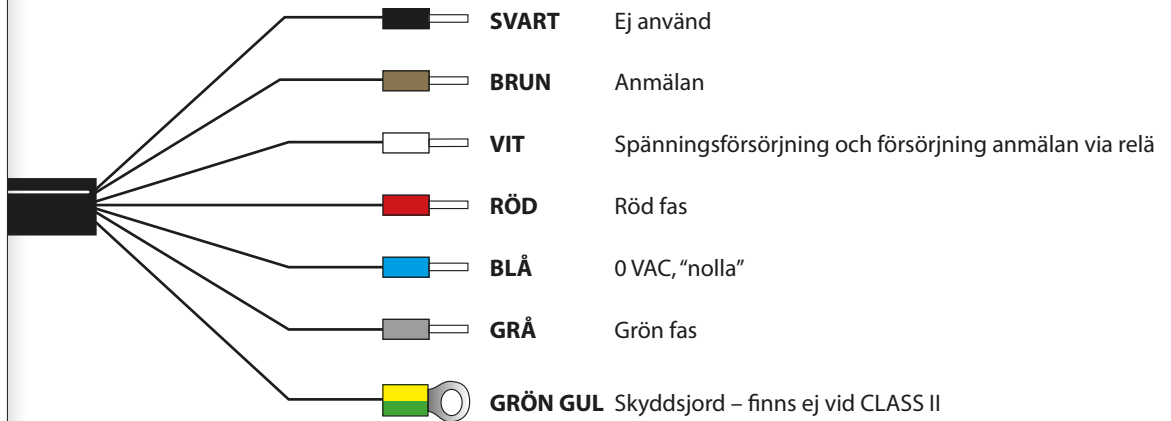 SVART Ej använd
BRUN Anmälan
VIT Spänningsförsörjning och försörjning anmälan via relä
RÖD Röd fas
BLÅ 0 VAC, “nolla”
GRÅ Grön fas
GRÖN GUL Skyddsjord – finns ej vid CLASS II